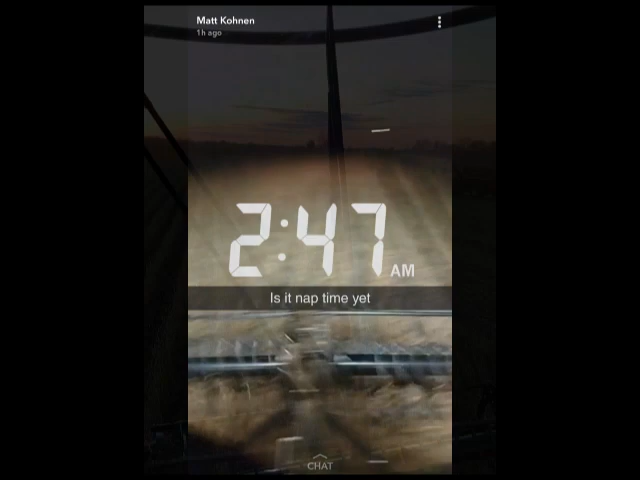 Matt Kohnen
1h ago
2:47 AM
Is it nap time yet
CHAT